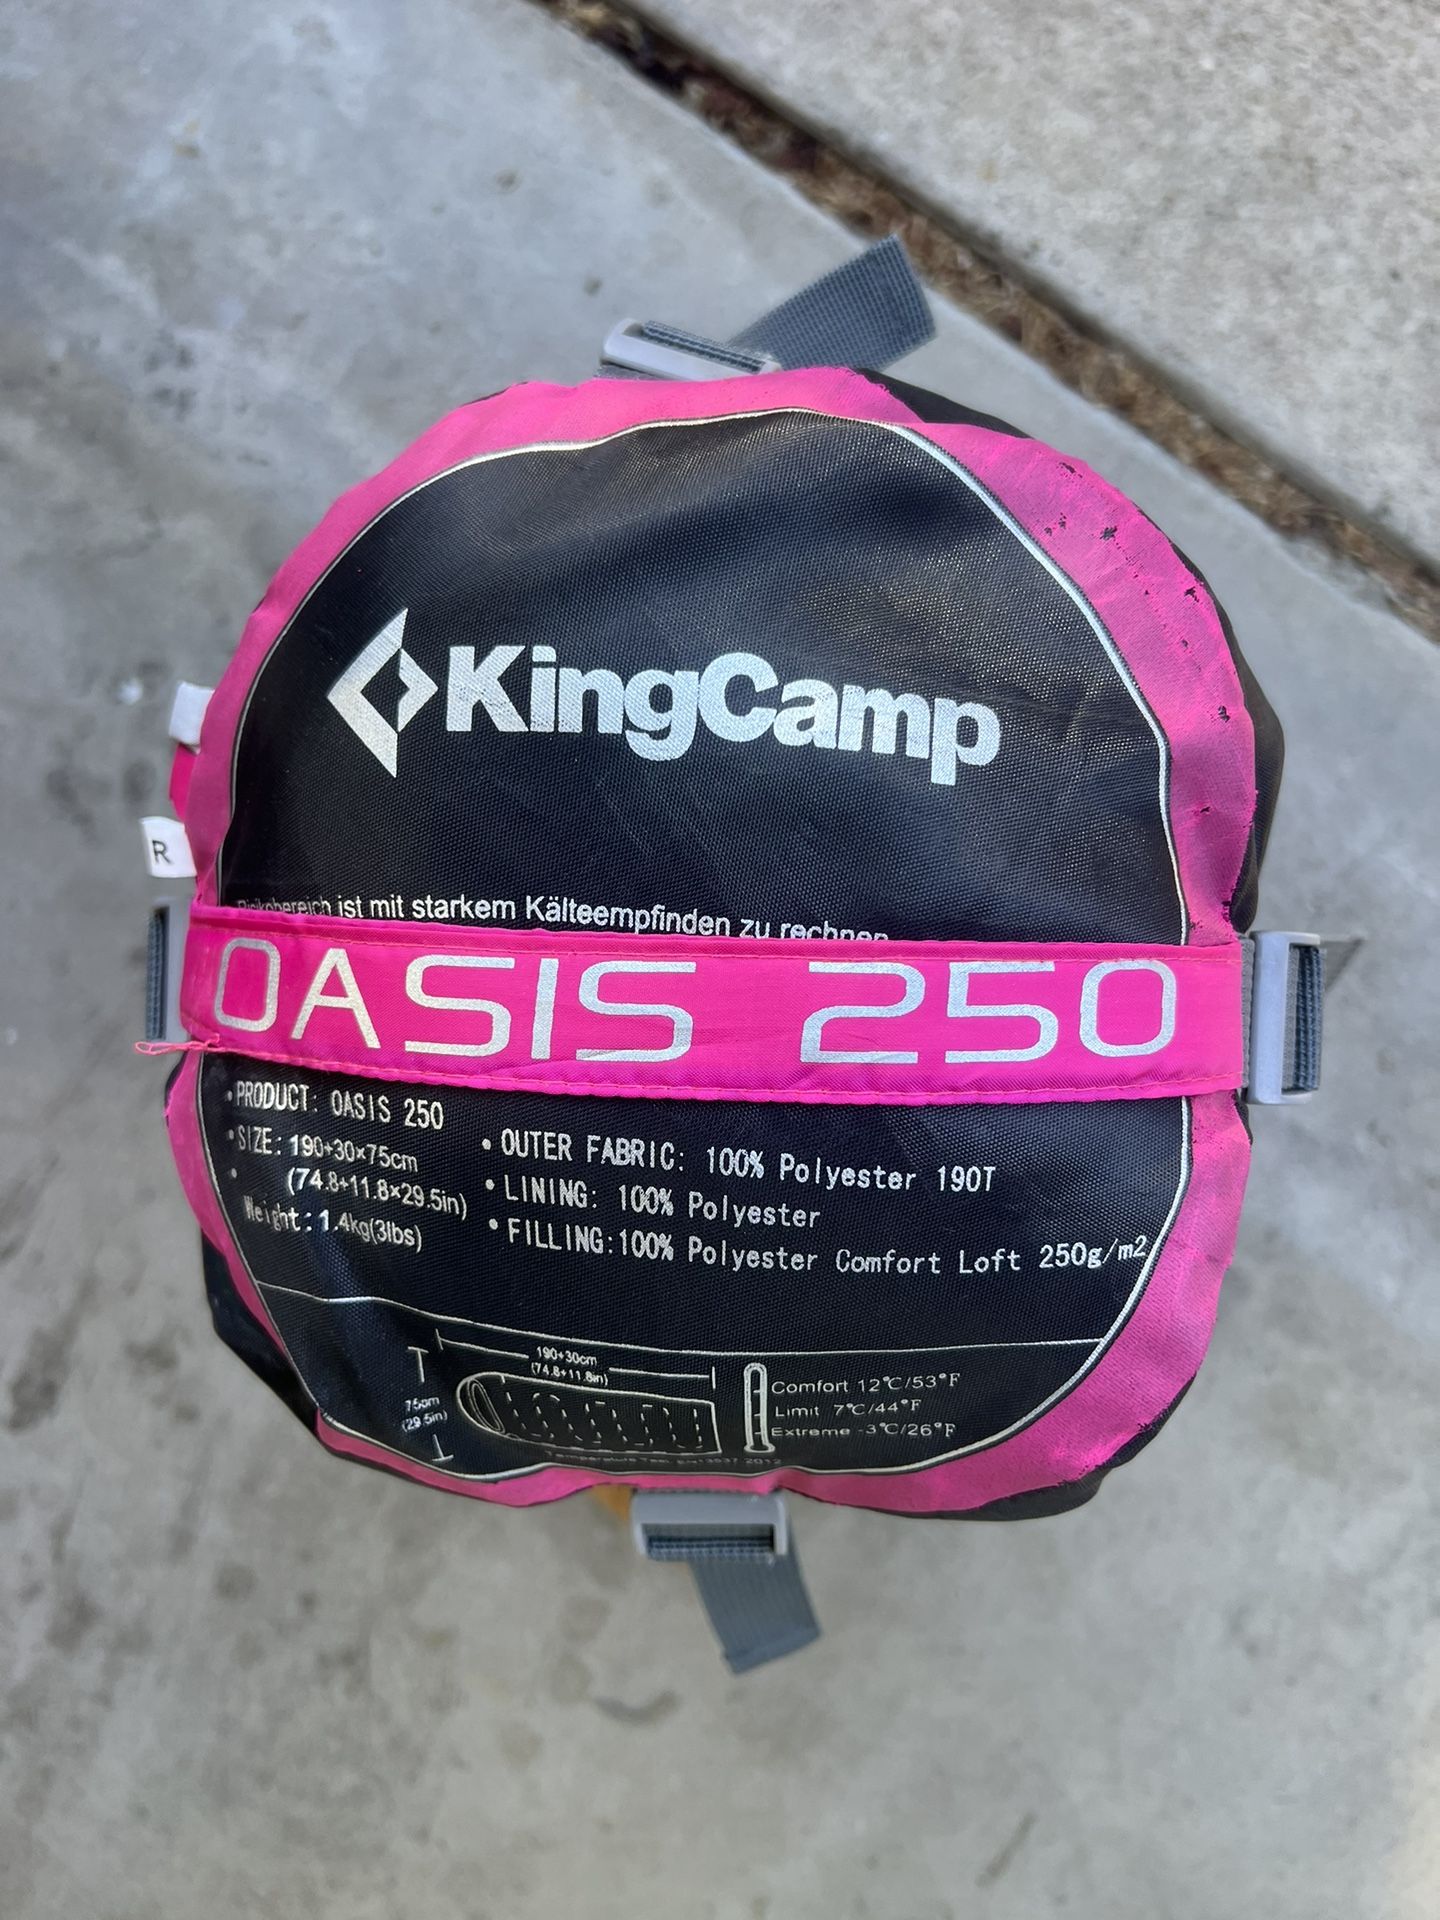 KingCamp
R
Risikobereich ist mit starkem Kälteempfinden zu rechnen
OASIS 250
•PRODUCT: OASIS 250
•SIZE: 190+30×75cm
• (74.8+11.8×29.5in)
Weight: 1.4kg(3lbs)
• OUTER FABRIC: 100% Polyester 190T
• LINING: 100% Polyester
• FILLING:100% Polyester Comfort Loft 250g/m2
190+30cm
(74.8+11.8in)
75cm
(29.5in)
Comfort 12℃/53°F
Limit 7℃/44°F
Extreme -3℃/26°F
13537 2012